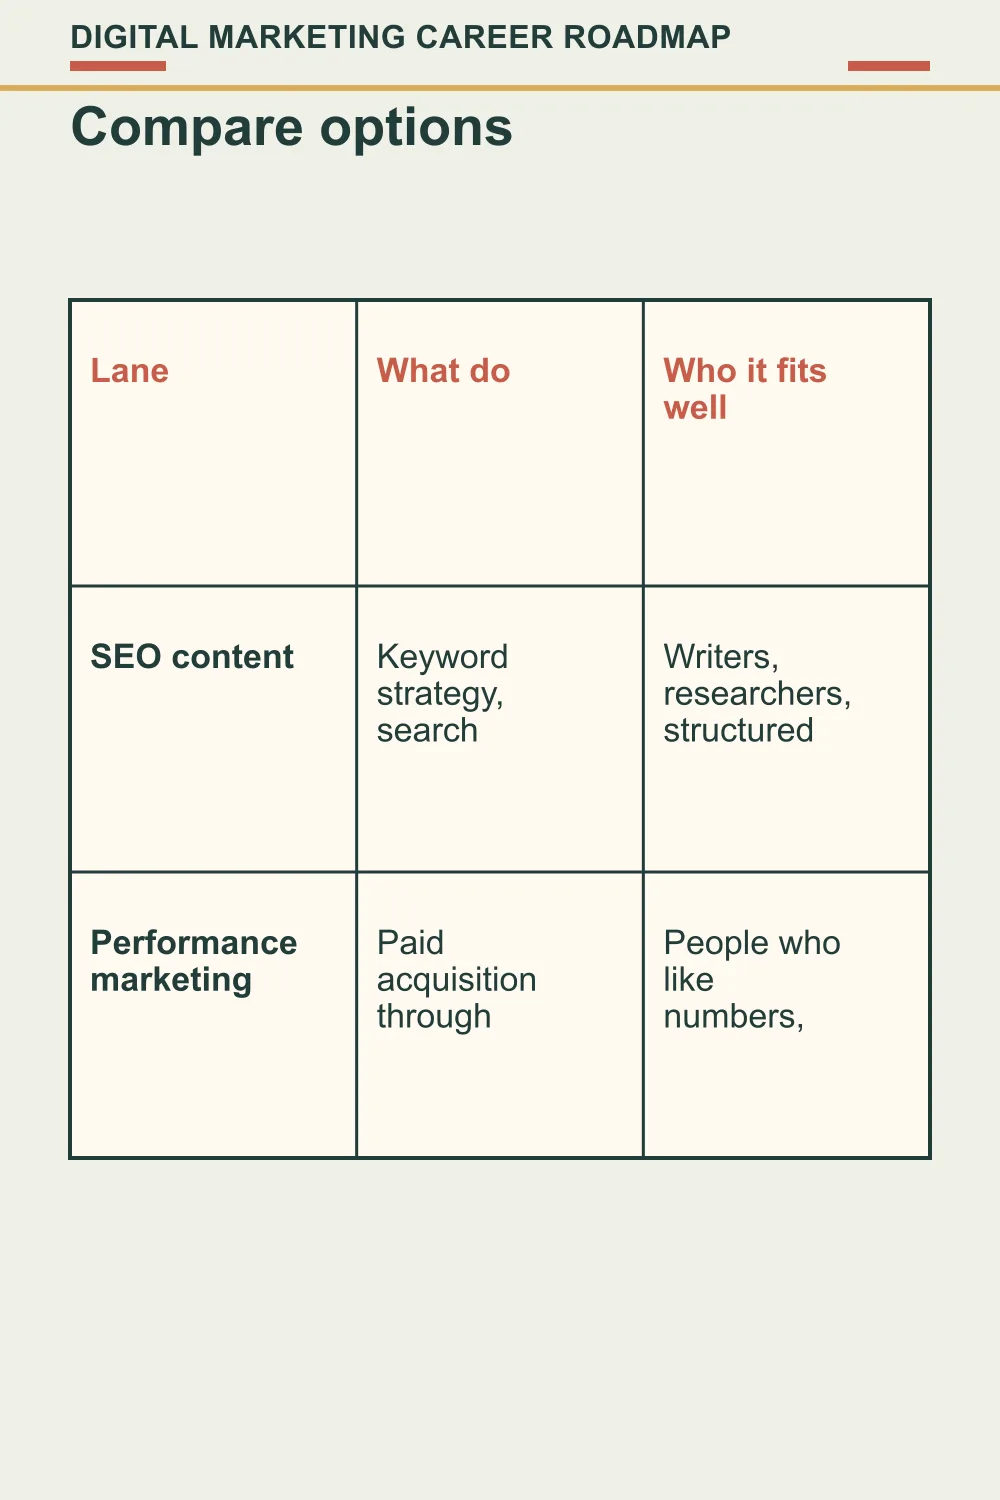 DIGITAL MARKETING CAREER ROADMAP
Compare options
Lane
What do
Who it fits
well
SEO content
Keyword
strategy,
search
Writers,
researchers,
structured
Performance
marketing
Paid
acquisition
through
People who
like
numbers,